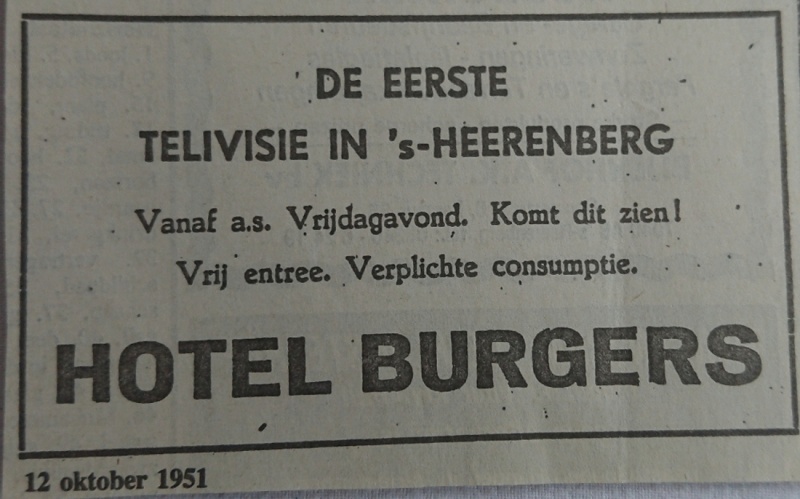 DE EERSTE
TELIVISIE IN 's-HEERENBERG
Vanaf a.s. Vrijdagavond. Komt dit zien!
Vrij entree. Verplichte consumptie.
HOTEL BURGERS
12 oktober 1951